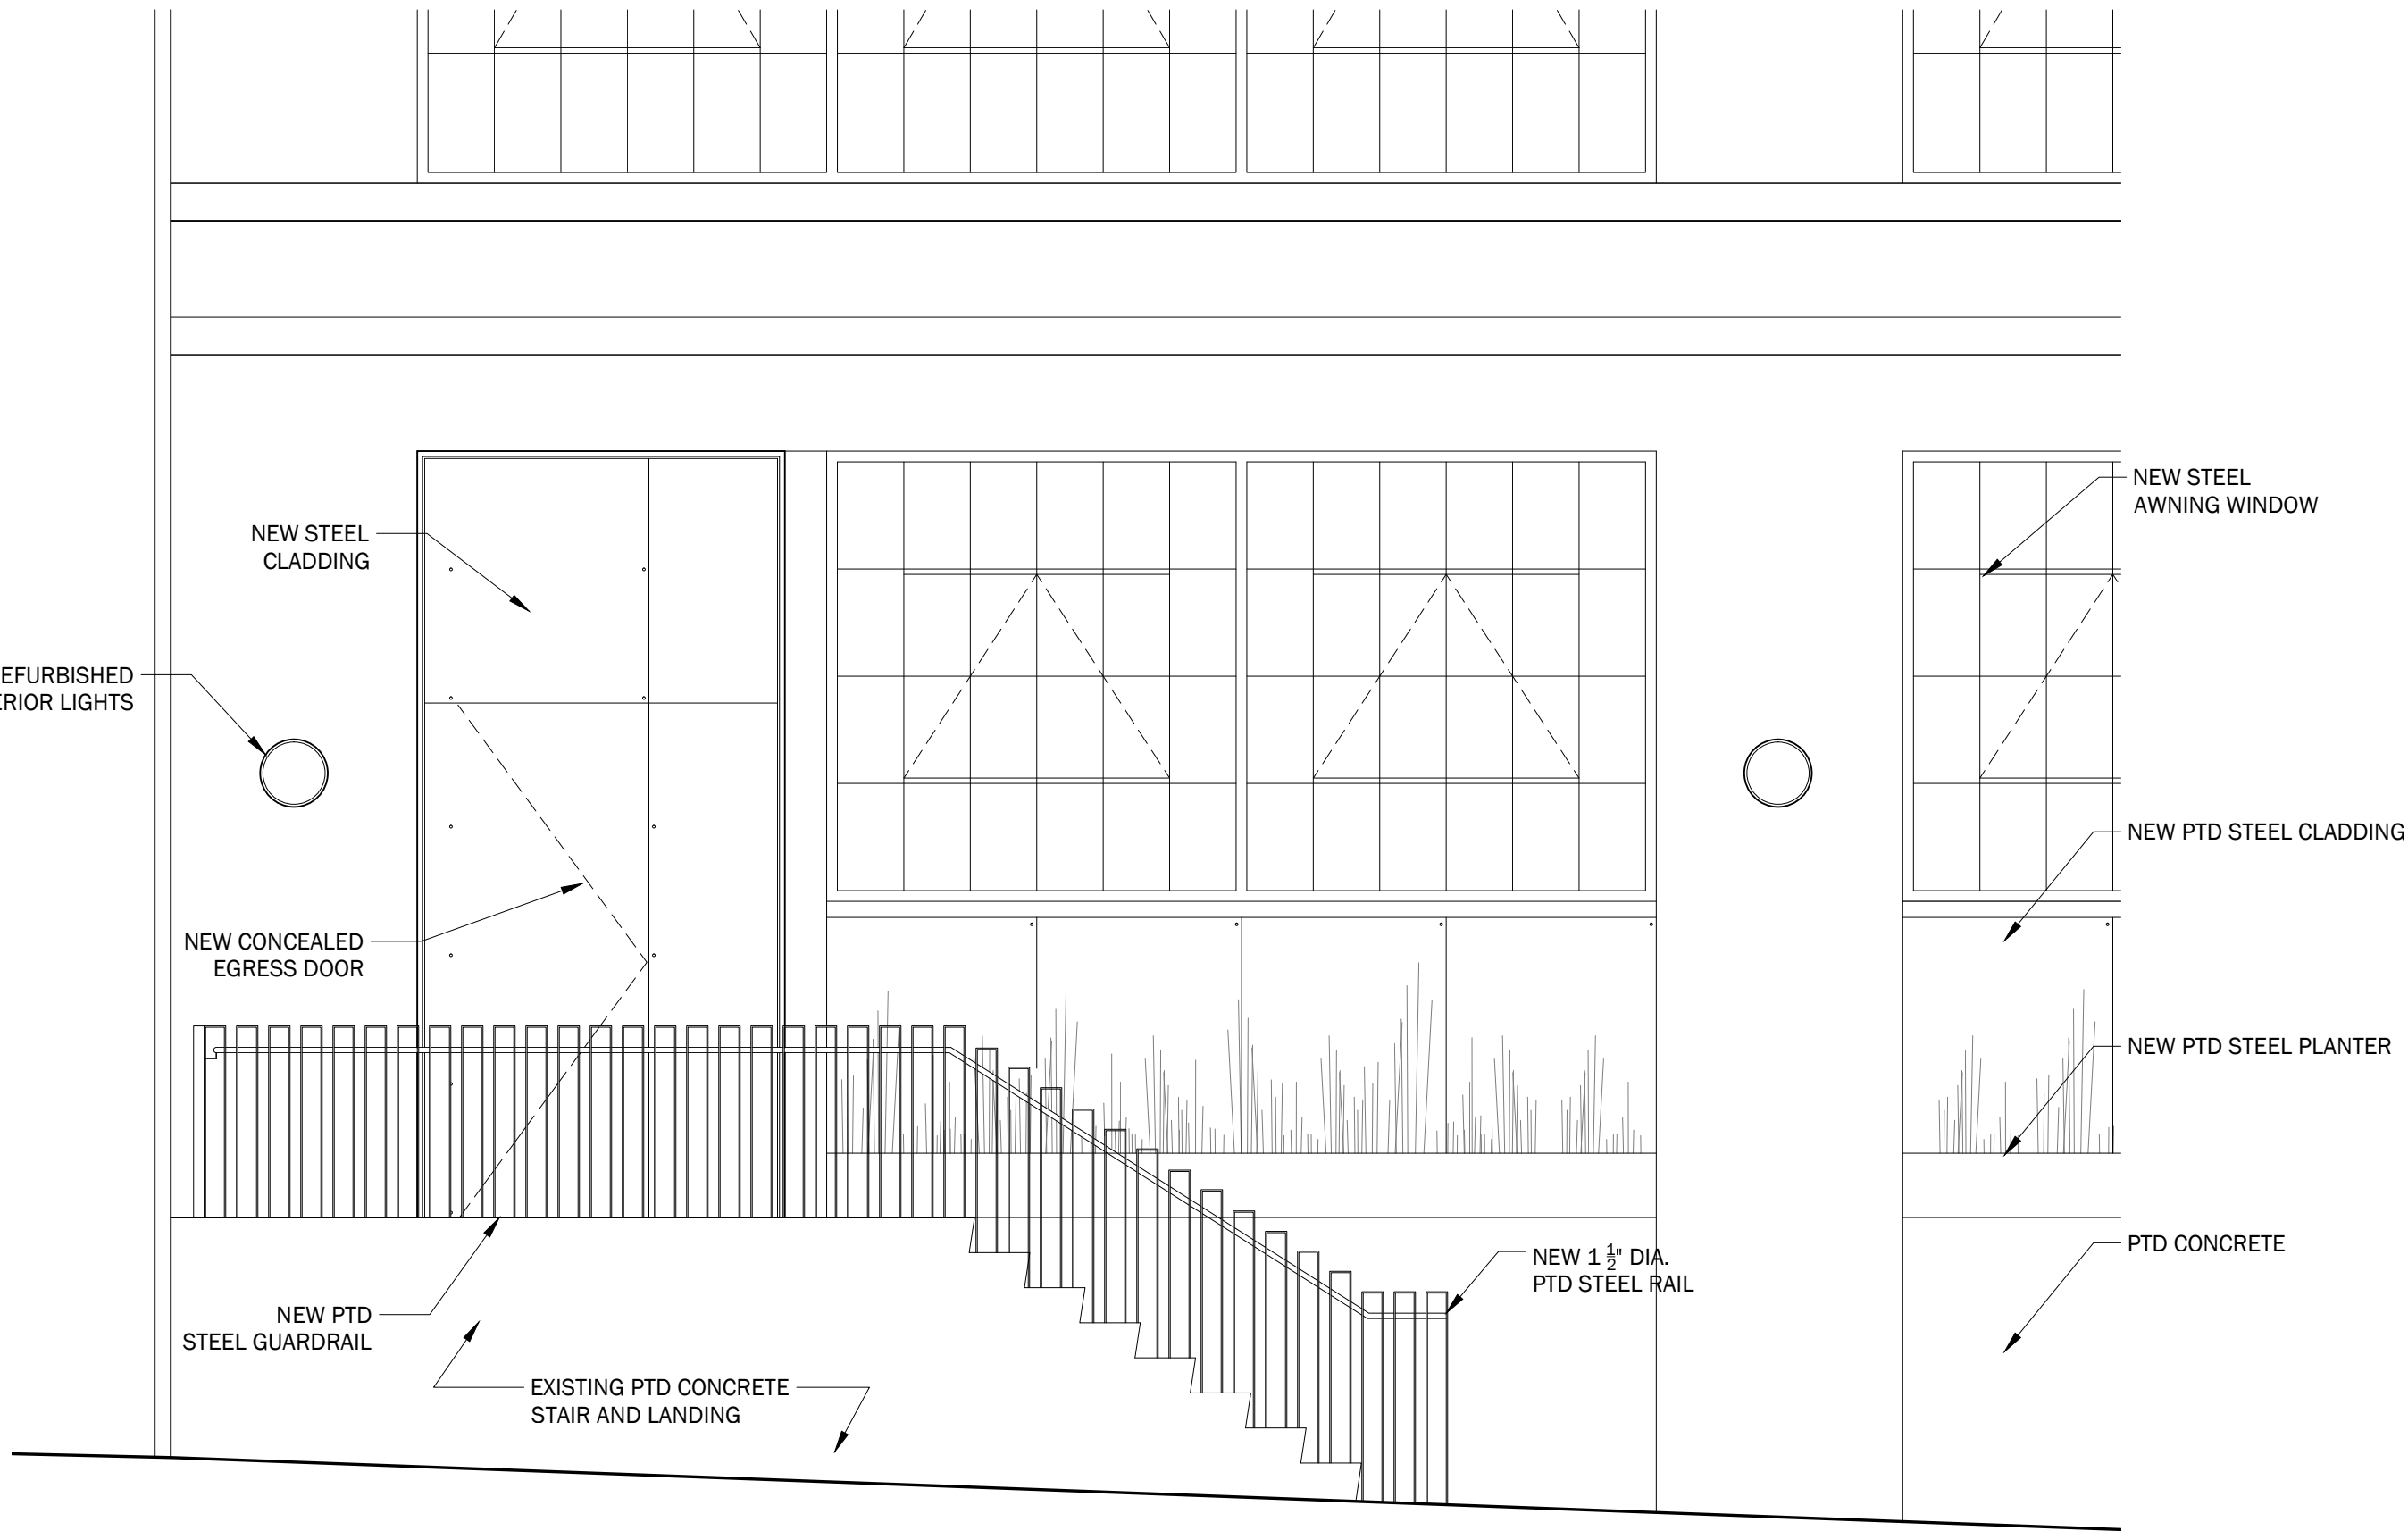 NEW STEEL
CLADDING
NEW STEEL
AWNING WINDOW
EFURBISHED
ERIOR LIGHTS
NEW PTD STEEL CLADDING
NEW CONCEALED
EGRESS DOOR
NEW PTD STEEL PLANTER
PTD CONCRETE
NEW 1 1/2" DIA.
PTD STEEL RAIL
NEW PTD
STEEL GUARDRAIL
EXISTING PTD CONCRETE
STAIR AND LANDING